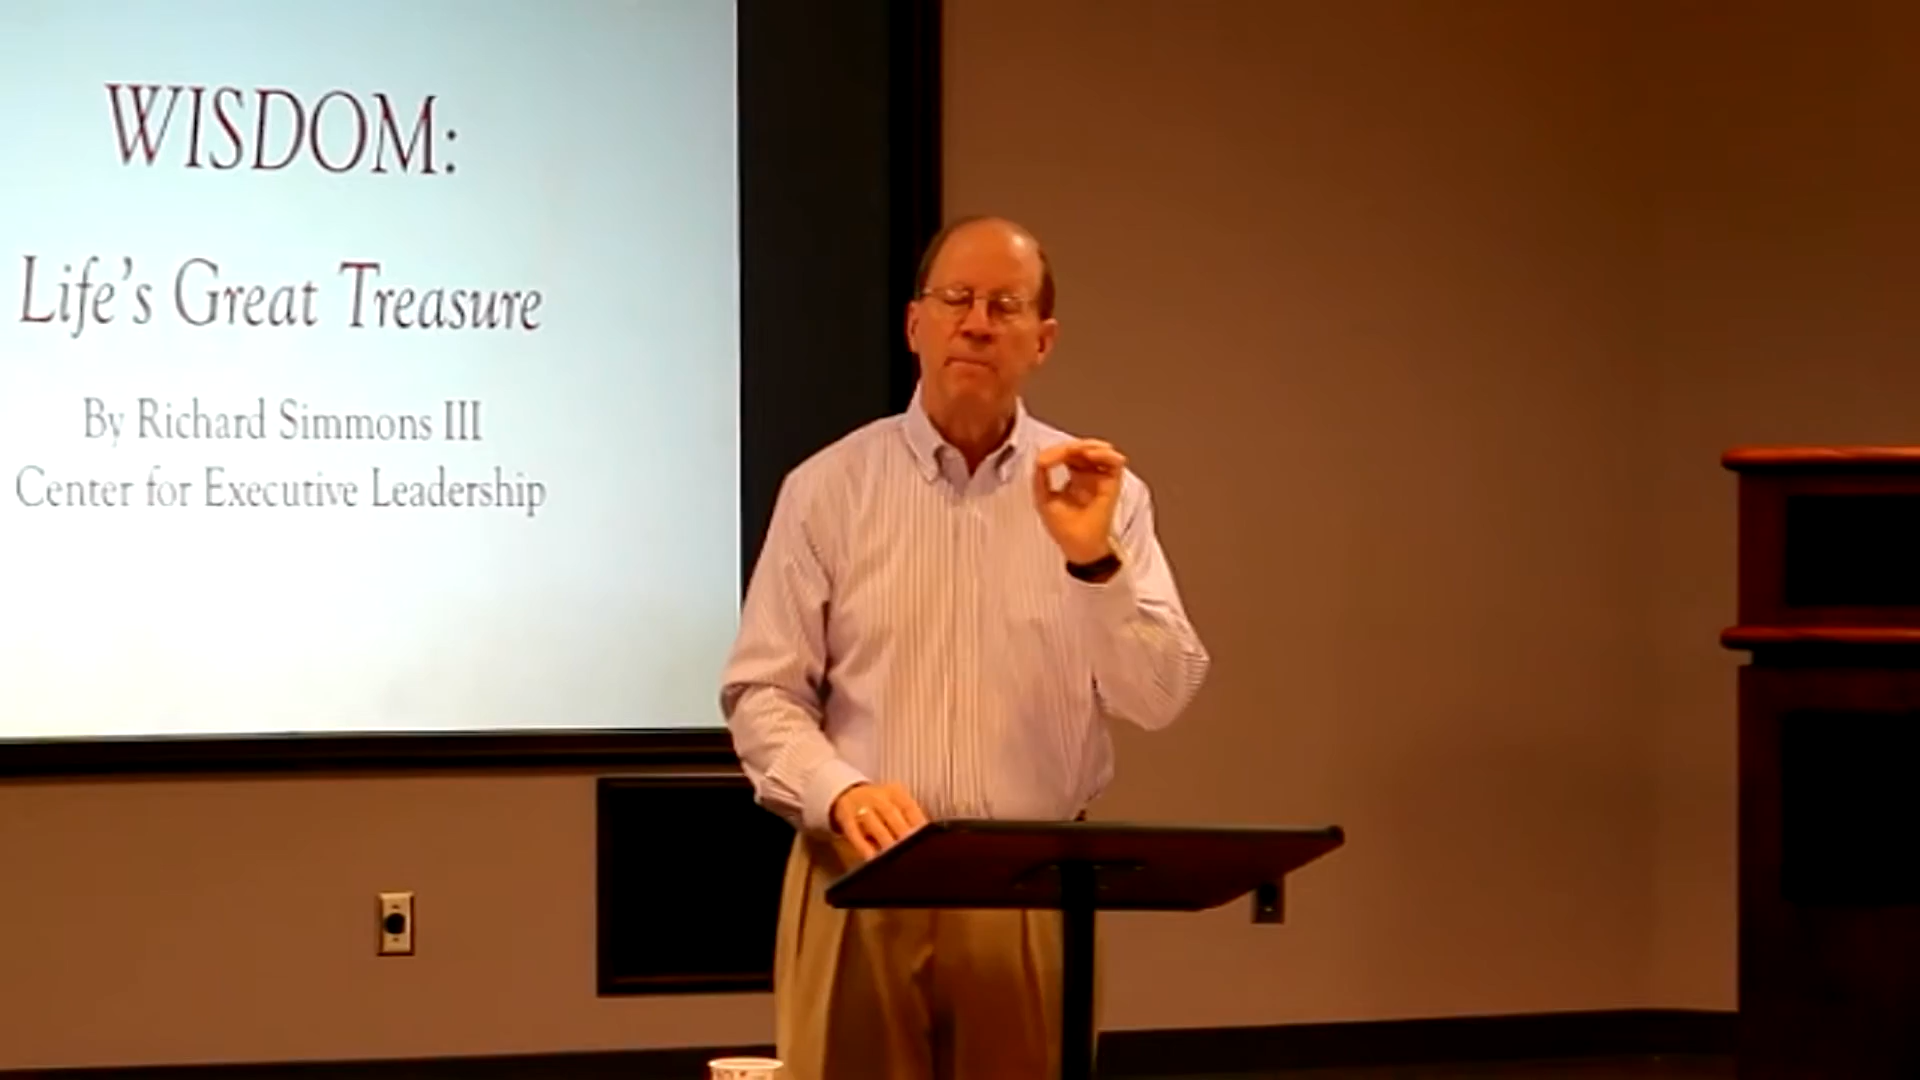 WISDOM:
Life's Great Treasure
By Richard Simmons III
Center for Executive Leadership